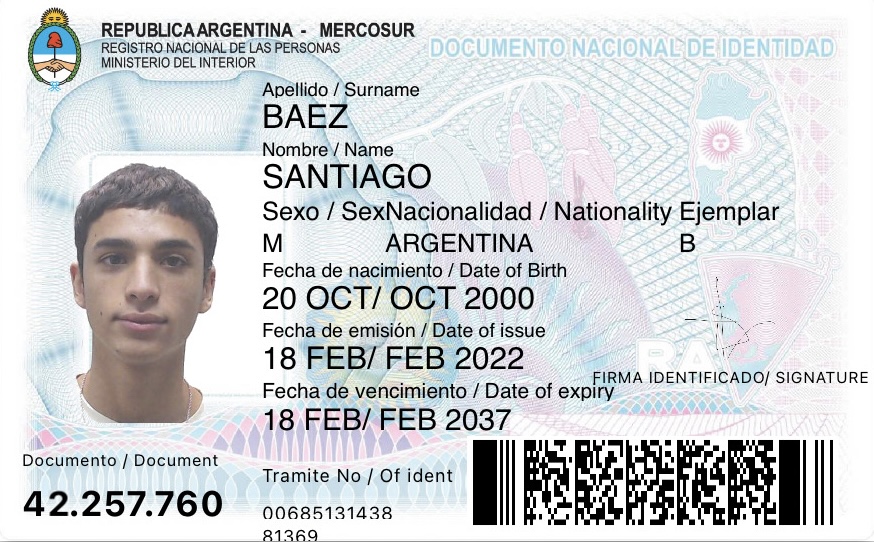 REPUBLICA ARGENTINA - MERCOSUR
REGISTRO NACIONAL DE LAS PERSONAS
MINISTERIO DEL INTERIOR
DOCUMENTO NACIONAL DE IDENTIDAD
Apellido / Surname
BAEZ
Nombre / Name
SANTIAGO
Sexo / Sex Nacionalidad / Nationality Ejemplar
M ARGENTINA B
Fecha de nacimiento / Date of Birth
20 OCT/ OCT 2000
Fecha de emisión / Date of issue
18 FEB/ FEB 2022
RA
FIRMA IDENTIFICADO/ SIGNATURE
Fecha de vencimiento / Date of expiry
18 FEB/ FEB 2037
Documento / Document
42.257.760
Tramite No / Of ident
00685131438
81369